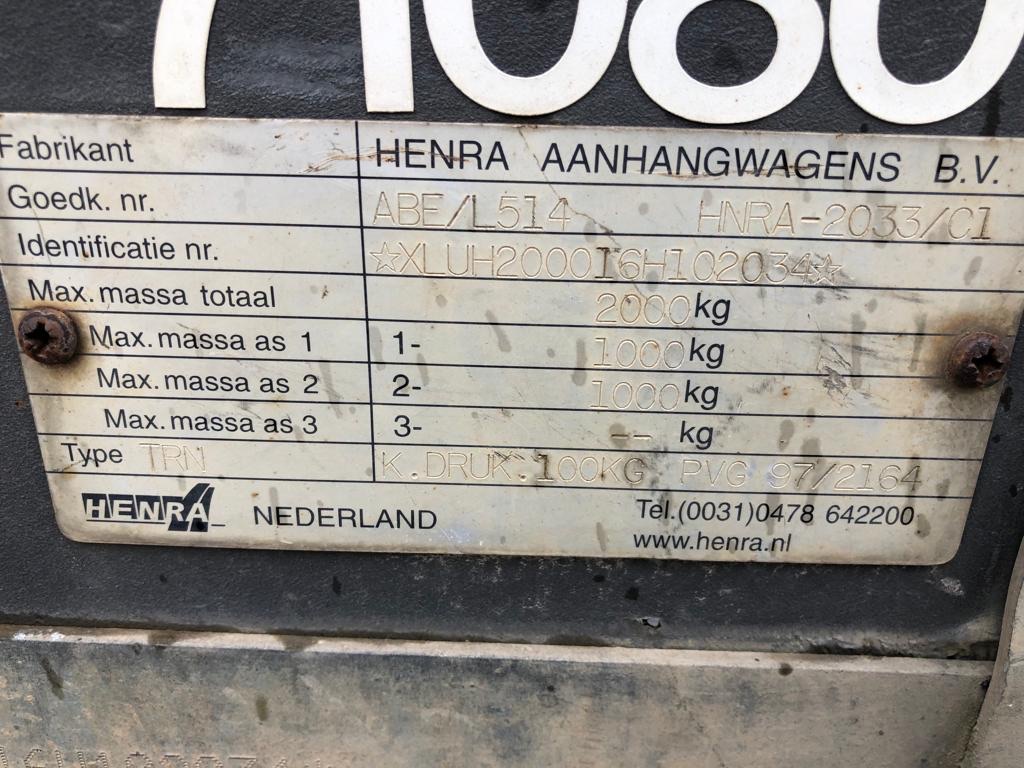 1080
Fabrikant HENRA AANHANGWAGENS B.V.
Goedk. nr. ABE/L514 HNRA-2033/C1
Identificatie nr. ☆XLUH200016H102034☆
Max. massa totaal 2000kg
Max. massa as 1 1- 1000kg
Max. massa as 2 2- 1000kg
Max. massa as 3 3- -- kg
Type TRN K.DRUK.100KG PVG 97/2164
HENRA NEDERLAND Tel.(0031)0478 642200
www.henra.nl